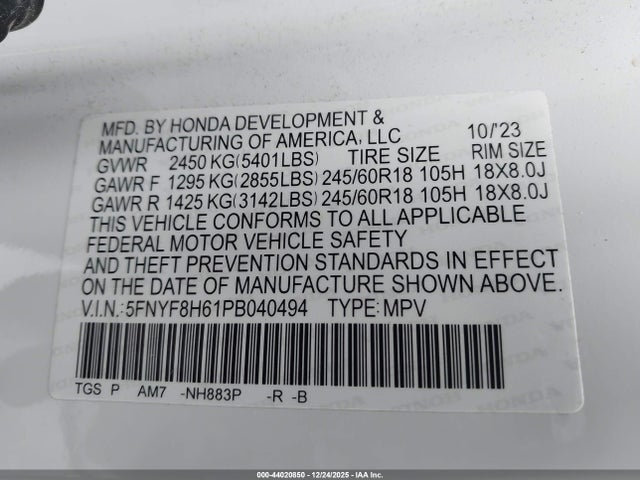 MFD. BY HONDA DEVELOPMENT &
MANUFACTURING OF AMERICA, LLC 10/'23
GVWR 2450 KG(5401LBS) TIRE SIZE RIM SIZE
GAWR F 1295 KG(2855LBS) 245/60R18 105H 18X8.0J
GAWR R 1425 KG(3142LBS) 245/60R18 105H 18X8.0J
THIS VEHICLE CONFORMS TO ALL APPLICABLE
FEDERAL MOTOR VEHICLE SAFETY
AND THEFT PREVENTION STANDARDS IN EFFECT
ON THE DATE OF MANUFACTURE SHOWN ABOVE.
V.I.N.: 5FNYF8H61PB040494 TYPE: MPV
TGS P AM7 -NH883P -R -B
000-44020850 | 12/24/2025 | IAA Inc.